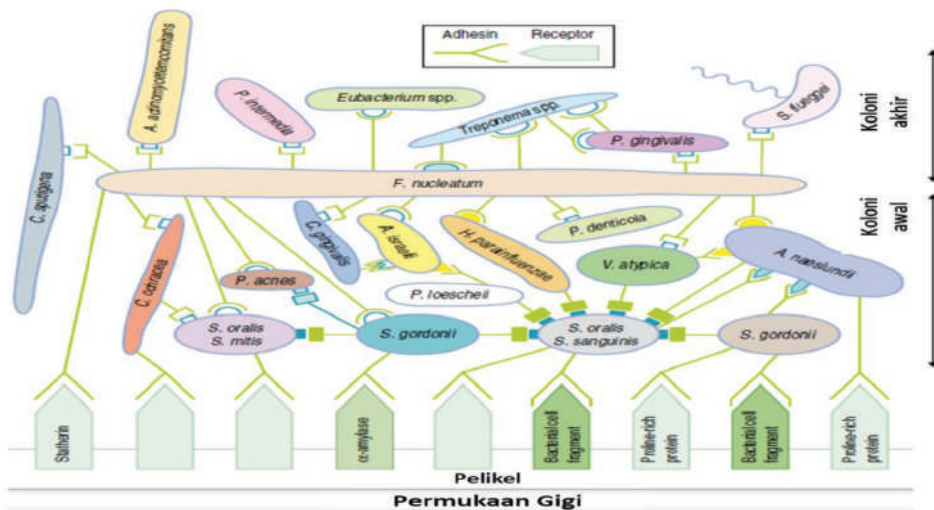 Adhesin
Receptor
A. actinomycetemcomitans
P. intermedia
Eubacterium spp.
Treponema spp.
P. gingivalis
S. flueggei
Koloni
akhir
C. sputigena
F. nucleatum
Koloni
awal
C. ochracea
P. acnes
C. gingivalis
A. israelii
H. parainfluenzae
P. denticola
V. atypica
A. naeslundii
P. loescheii
S. oralis
S. mitis
S. gordonii
S. oralis
S. sanguinis
S. gordonii
Statherin
α-amylase
Bacterial cell
fragment
Proline-rich
protein
Bacterial cell
fragment
Proline-rich
protein
Pelikel
Permukaan Gigi